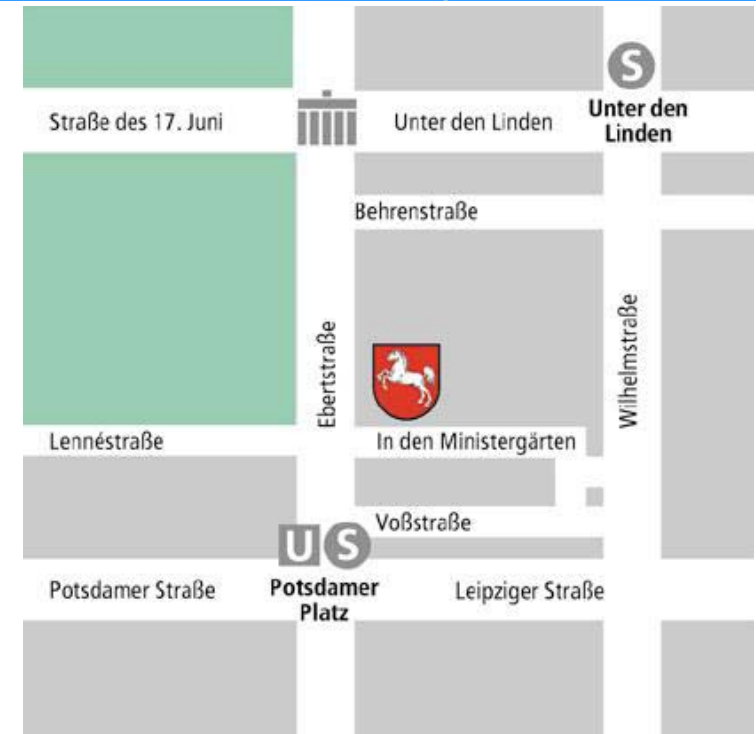 S
Straße des 17. Juni
Unter den Linden
Unter den
Linden
Behrenstraße
Ebertstraße
Wilhelmstraße
Lennéstraße
In den Ministergärten
Voßstraße
U S
Potsdamer Straße
Potsdamer
Platz
Leipziger Straße